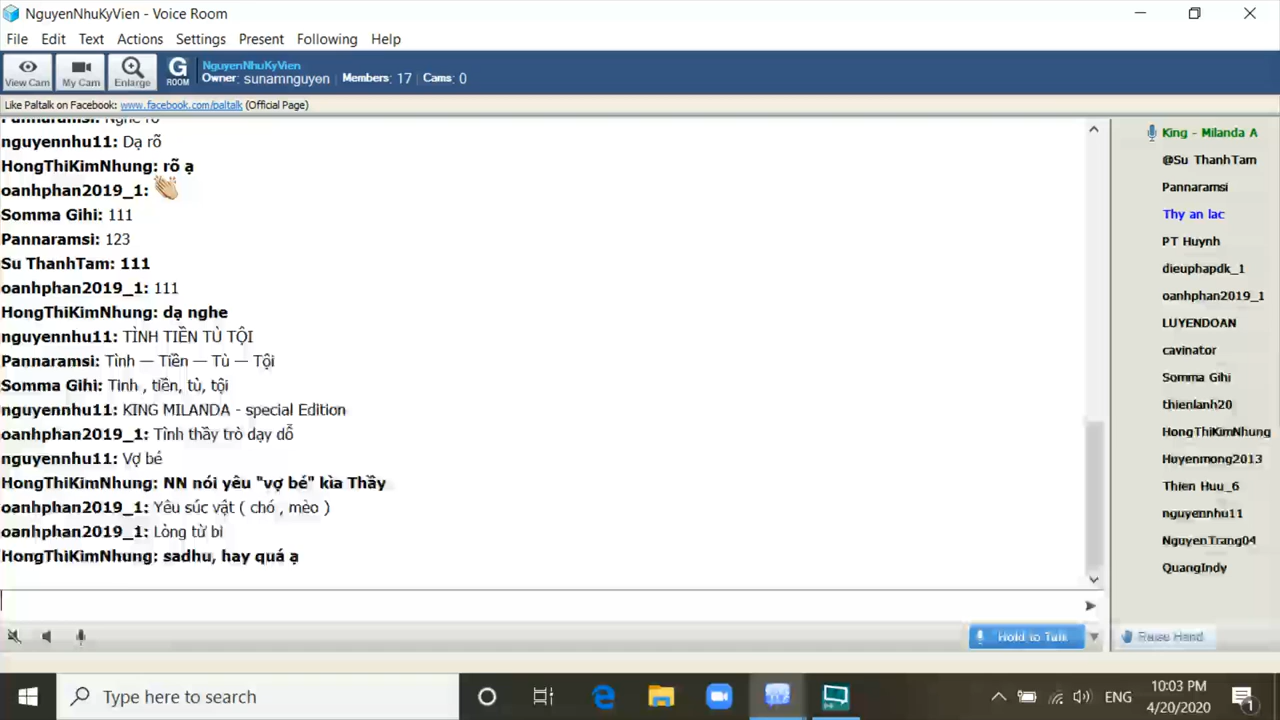 NguyenNhuKyVien - Voice Room
File Edit Text Actions Settings Present Following Help
View Cam My Cam Enlarge G ROOM NguyenNhuKyVien
Owner: sunamnguyen Members: 17 Cams: 0
Like Paltalk on Facebook: www.facebook.com/paltalk (Official Page)
Pannaramsi: Nghe rõ
nguyennhu11: Dạ rõ
HongThiKimNhung: rõ ạ
oanhphan2019_1:
Somma Gihi: 111
Pannaramsi: 123
Su ThanhTam: 111
oanhphan2019_1: 111
HongThiKimNhung: dạ nghe
nguyennhu11: TÌNH TIỀN TÙ TỘI
Pannaramsi: Tình — Tiền — Tù — Tội
Somma Gihi: Tình , tiền, tù, tội
nguyennhu11: KING MILANDA - special Edition
oanhphan2019_1: Tình thầy trò dạy dỗ
nguyennhu11: Vợ bé
HongThiKimNhung: NN nói yêu "vợ bé" kìa Thầy
oanhphan2019_1: Yêu súc vật ( chó , mèo )
oanhphan2019_1: Lòng từ bi
HongThiKimNhung: sadhu, hay quá ạ
King - Milanda A
@Su ThanhTam
Pannaramsi
Thy an lac
PT Huynh
dieuphapdk_1
oanhphan2019_1
LUYENDOAN
cavinator
Somma Gihi
thienlanh20
HongThiKimNhung
Huyenmong2013
Thien Huu_6
nguyennhu11
NguyenTrang04
QuangIndy
Hold to Talk
Raise Hand
Type here to search
ENG
10:03 PM
4/20/2020
1